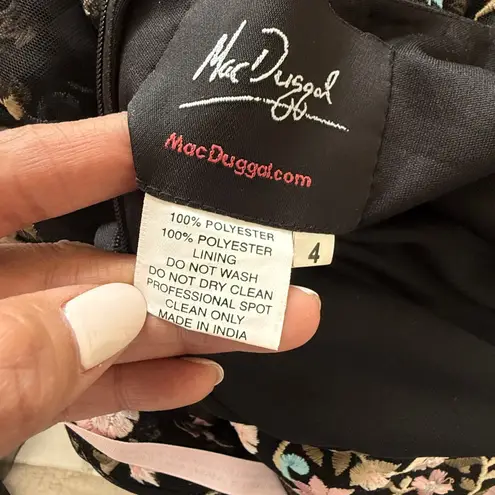 Mac Duggal
MacDuggal.com
100% POLYESTER
100% POLYESTER
LINING
DO NOT WASH
DO NOT DRY CLEAN
PROFESSIONAL SPOT
CLEAN ONLY
MADE IN INDIA
4